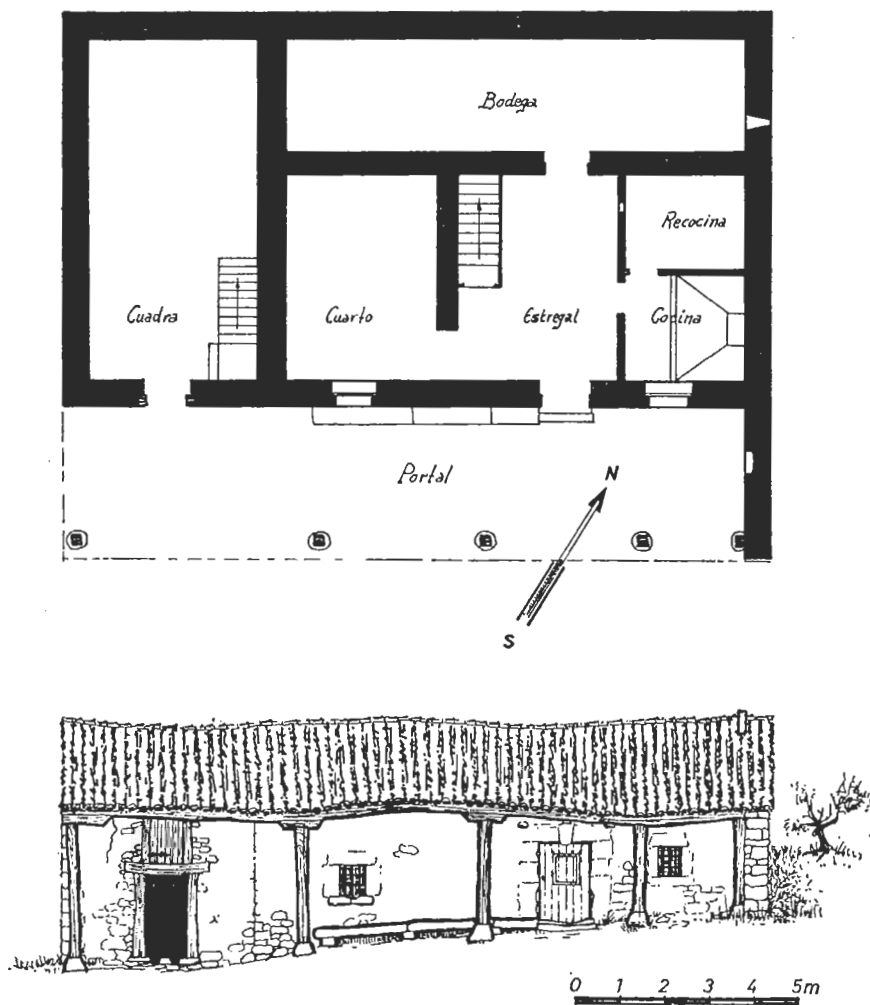 Bodega
Recocina
Cuadra
Cuarto
Estregal
Cocina
Portal
N
S
0 1 2 3 4 5m